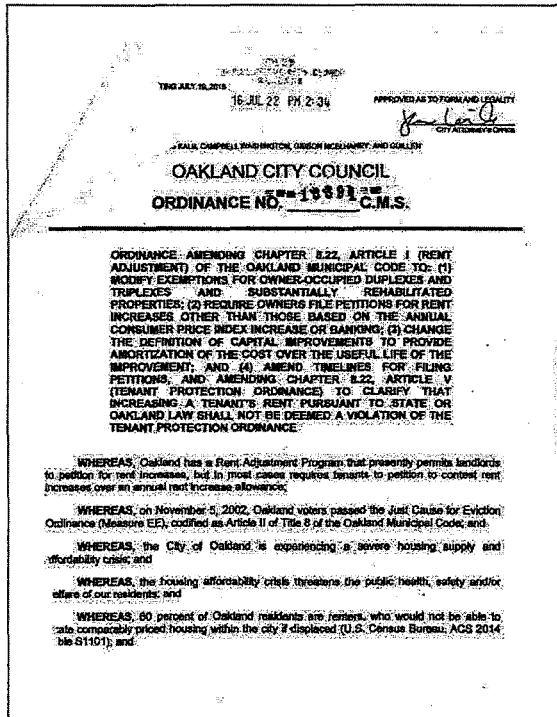 TING JULY 19, 2016
16 JUL 22 PM 2:34
APPROVED AS TO FORM AND LEGALITY
CITY ATTORNEY'S OFFICE
KALB, CAMPBELL WASHINGTON, GIBSON MCELHANEY, AND GUILLEN
OAKLAND CITY COUNCIL
ORDINANCE NO. C.M.S.
ORDINANCE AMENDING CHAPTER 8.22, ARTICLE I (RENT
ADJUSTMENT) OF THE OAKLAND MUNICIPAL CODE TO: (1)
MODIFY EXEMPTIONS FOR OWNER-OCCUPIED DUPLEXES AND
TRIPLEXES AND SUBSTANTIALLY REHABILITATED
PROPERTIES; (2) REQUIRE OWNERS FILE PETITIONS FOR RENT
INCREASES OTHER THAN THOSE BASED ON THE ANNUAL
CONSUMER PRICE INDEX INCREASE OR BANKING; (3) CHANGE
THE DEFINITION OF CAPITAL IMPROVEMENTS TO PROVIDE
AMORTIZATION OF THE COST OVER THE USEFUL LIFE OF THE
IMPROVEMENT; AND (4) AMEND TIMELINES FOR FILING
PETITIONS, AND AMENDING CHAPTER 8.22, ARTICLE V
(TENANT PROTECTION ORDINANCE) TO CLARIFY THAT
INCREASING A TENANT'S RENT PURSUANT TO STATE OR
OAKLAND LAW SHALL NOT BE DEEMED A VIOLATION OF THE
TENANT PROTECTION ORDINANCE
WHEREAS, Oakland has a Rent Adjustment Program that presently permits landlords
to petition for rent increases, but in most cases requires tenants to petition to contest rent
increases over an annual rent increase allowance;
WHEREAS, on November 5, 2002, Oakland voters passed the Just Cause for Eviction
Ordinance (Measure EE), codified as Article II of Title 8 of the Oakland Municipal Code; and
WHEREAS, the City of Oakland is experiencing a severe housing supply and
ffordability crisis; and
WHEREAS, the housing affordability crisis threatens the public health, safety and/or
elfare of our residents; and
WHEREAS, 60 percent of Oakland residents are renters, who would not be able to
ate comparably priced housing within the city if displaced (U.S. Census Bureau, ACS 2014
ble S1101); and